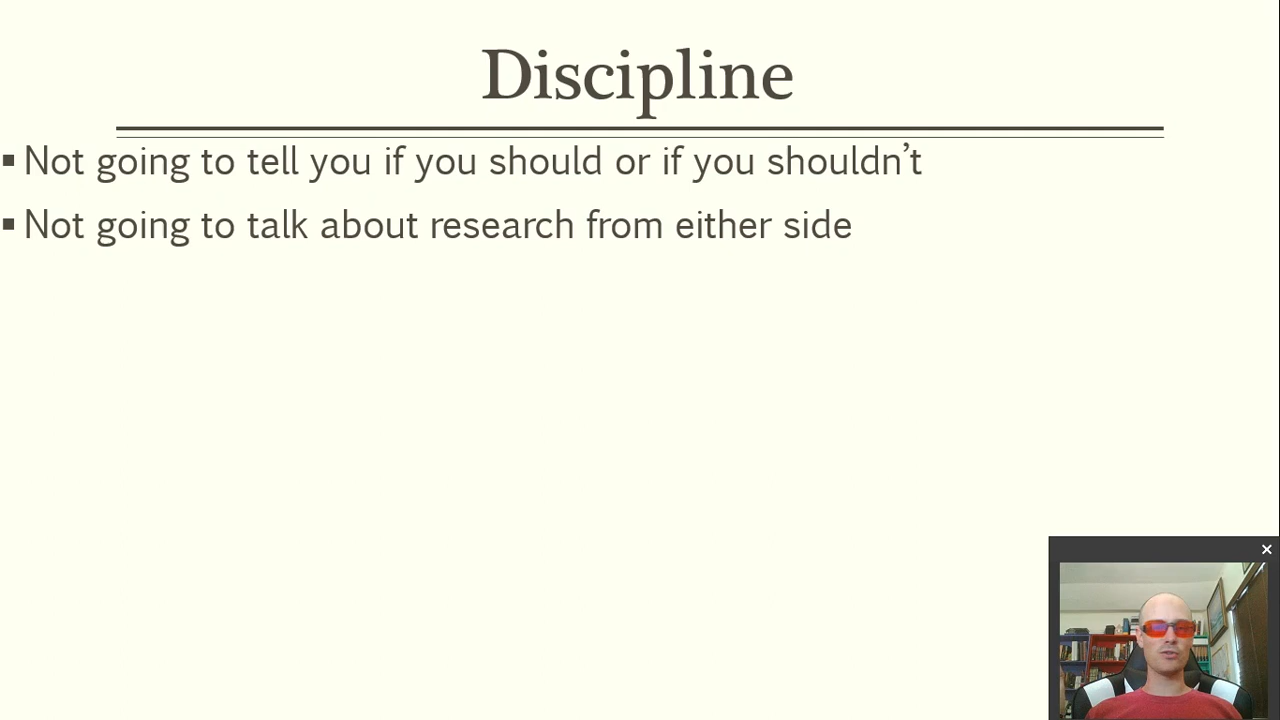 Discipline
Not going to tell you if you should or if you shouldn’t
Not going to talk about research from either side